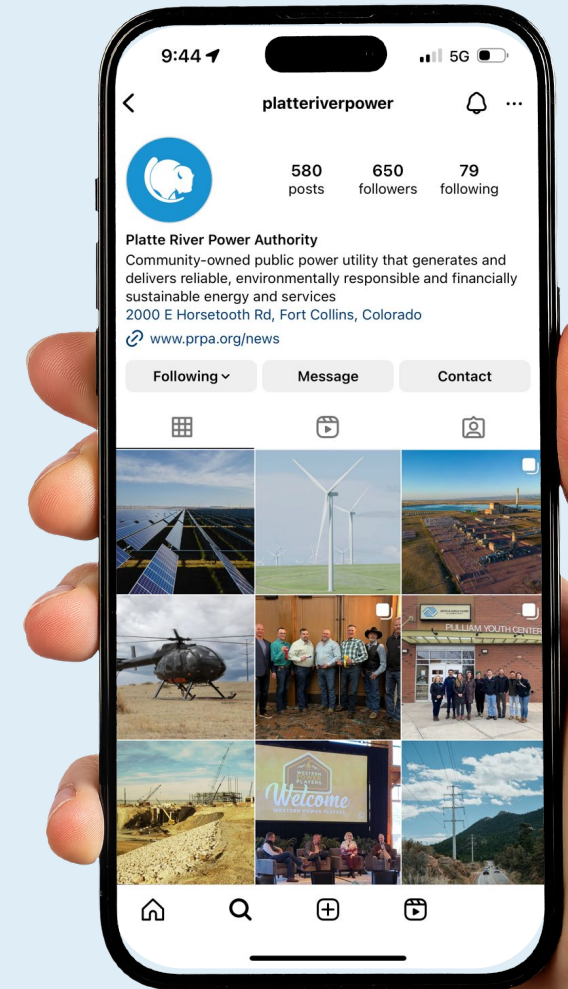 9:44
5G
platteriverpower
580 650 79
posts followers following
Platte River Power Authority
Community-owned public power utility that generates and
delivers reliable, environmentally responsible and financially
sustainable energy and services
2000 E Horsetooth Rd, Fort Collins, Colorado
www.prpa.org/news
Following Message Contact
PULLIAM YOUTH CENTER
WESTERN
PLAYERS
Welcome
WESTERN POWER PLAYERS